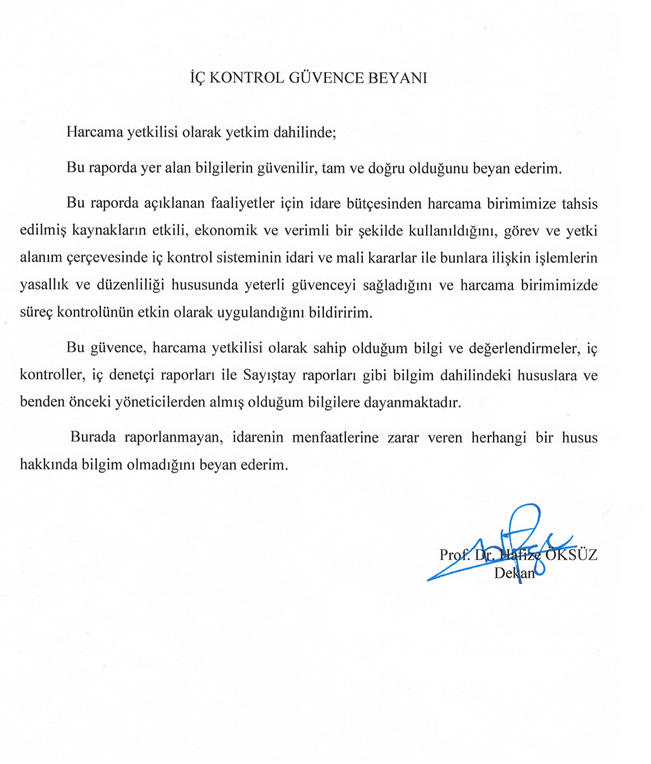 İÇ KONTROL GÜVENCE BEYANI
Harcama yetkilisi olarak yetkim dahilinde;
Bu raporda yer alan bilgilerin güvenilir, tam ve doğru olduğunu beyan ederim.
Bu raporda açıklanan faaliyetler için idare bütçesinden harcama birimimize tahsis
edilmiş kaynakların etkili, ekonomik ve verimli bir şekilde kullanıldığını, görev ve yetki
alanım çerçevesinde iç kontrol sisteminin idari ve mali kararlar ile bunlara ilişkin işlemlerin
yasallık ve düzenliliği hususunda yeterli güvenceyi sağladığını ve harcama birimimizde
süreç kontrolünün etkin olarak uygulandığını bildiririm.
Bu güvence, harcama yetkilisi olarak sahip olduğum bilgi ve değerlendirmeler, iç
kontroller, iç denetçi raporları ile Sayıştay raporları gibi bilgim dahilindeki hususlara ve
benden önceki yöneticilerden almış olduğum bilgilere dayanmaktadır.
Burada raporlanmayan, idarenin menfaatlerine zarar veren herhangi bir husus
hakkında bilgim olmadığını beyan ederim.
Prof. Dr. Hafize ÖKSÜZ
Dekan